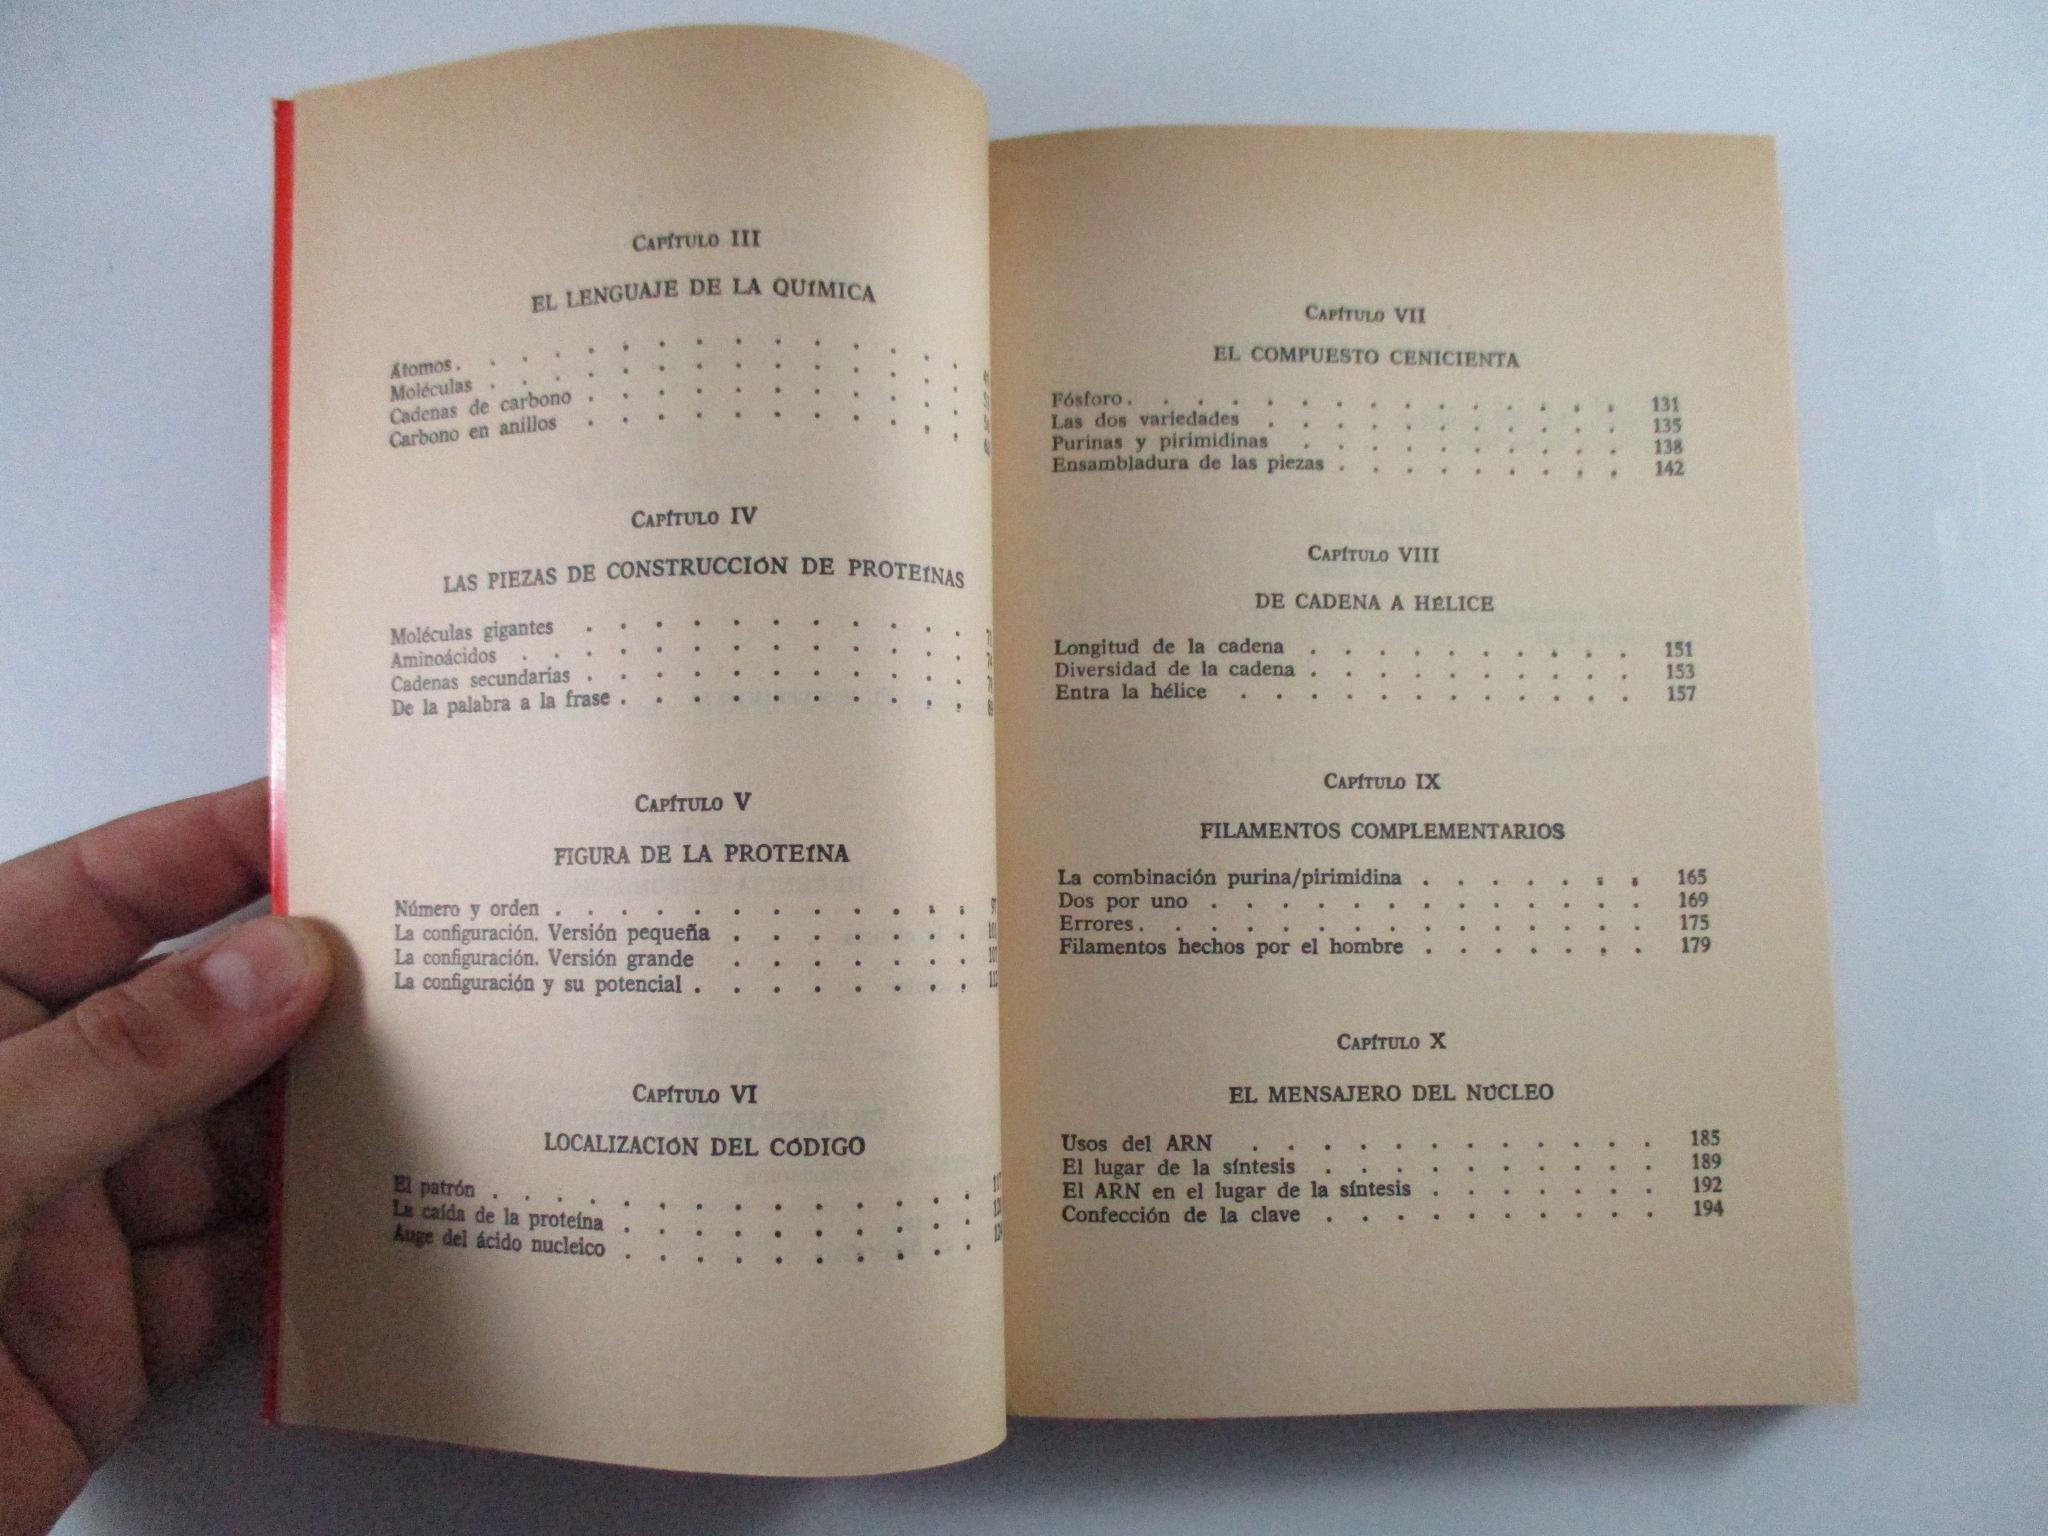 CAPÍTULO III
EL LENGUAJE DE LA QUÍMICA
Átomos. . . . . . . . . . . . .
Moléculas . . . . . . . . . . . .
Cadenas de carbono . . . . . . . . . .
Carbono en anillos . . . . . . . . . .
CAPÍTULO IV
LAS PIEZAS DE CONSTRUCCIÓN DE PROTEÍNAS
Moléculas gigantes . . . . . . . . . .
Aminoácidos . . . . . . . . . . . .
Cadenas secundarias . . . . . . . . . .
De la palabra a la frase . . . . . . . . .
CAPÍTULO V
FIGURA DE LA PROTEÍNA
Número y orden . . . . . . . . . . . .
La configuración. Versión pequeña . . . . . . .
La configuración. Versión grande . . . . . . .
La configuración y su potencial . . . . . . . .
CAPÍTULO VI
LOCALIZACIÓN DEL CÓDIGO
El patrón . . . . . . . . . . . . .
La caída de la proteína . . . . . . . . . .
Auge del ácido nucleico . . . . . . . . . .
CAPÍTULO VII
EL COMPUESTO CENICIENTA
Fósforo. . . . . . . . . . . . . . . 131
Las dos variedades . . . . . . . . . . . 135
Purinas y pirimidinas . . . . . . . . . . 138
Ensambladura de las piezas . . . . . . . . . 142
CAPÍTULO VIII
DE CADENA A HÉLICE
Longitud de la cadena . . . . . . . . . . 151
Diversidad de la cadena . . . . . . . . . . 153
Entra la hélice . . . . . . . . . . . . 157
CAPÍTULO IX
FILAMENTOS COMPLEMENTARIOS
La combinación purina/pirimidina . . . . . . . 165
Dos por uno . . . . . . . . . . . . . 169
Errores. . . . . . . . . . . . . . . 175
Filamentos hechos por el hombre . . . . . . . 179
CAPÍTULO X
EL MENSAJERO DEL NÚCLEO
Usos del ARN . . . . . . . . . . . . 185
El lugar de la síntesis . . . . . . . . . . 189
El ARN en el lugar de la síntesis . . . . . . . 192
Confección de la clave . . . . . . . . . . 194